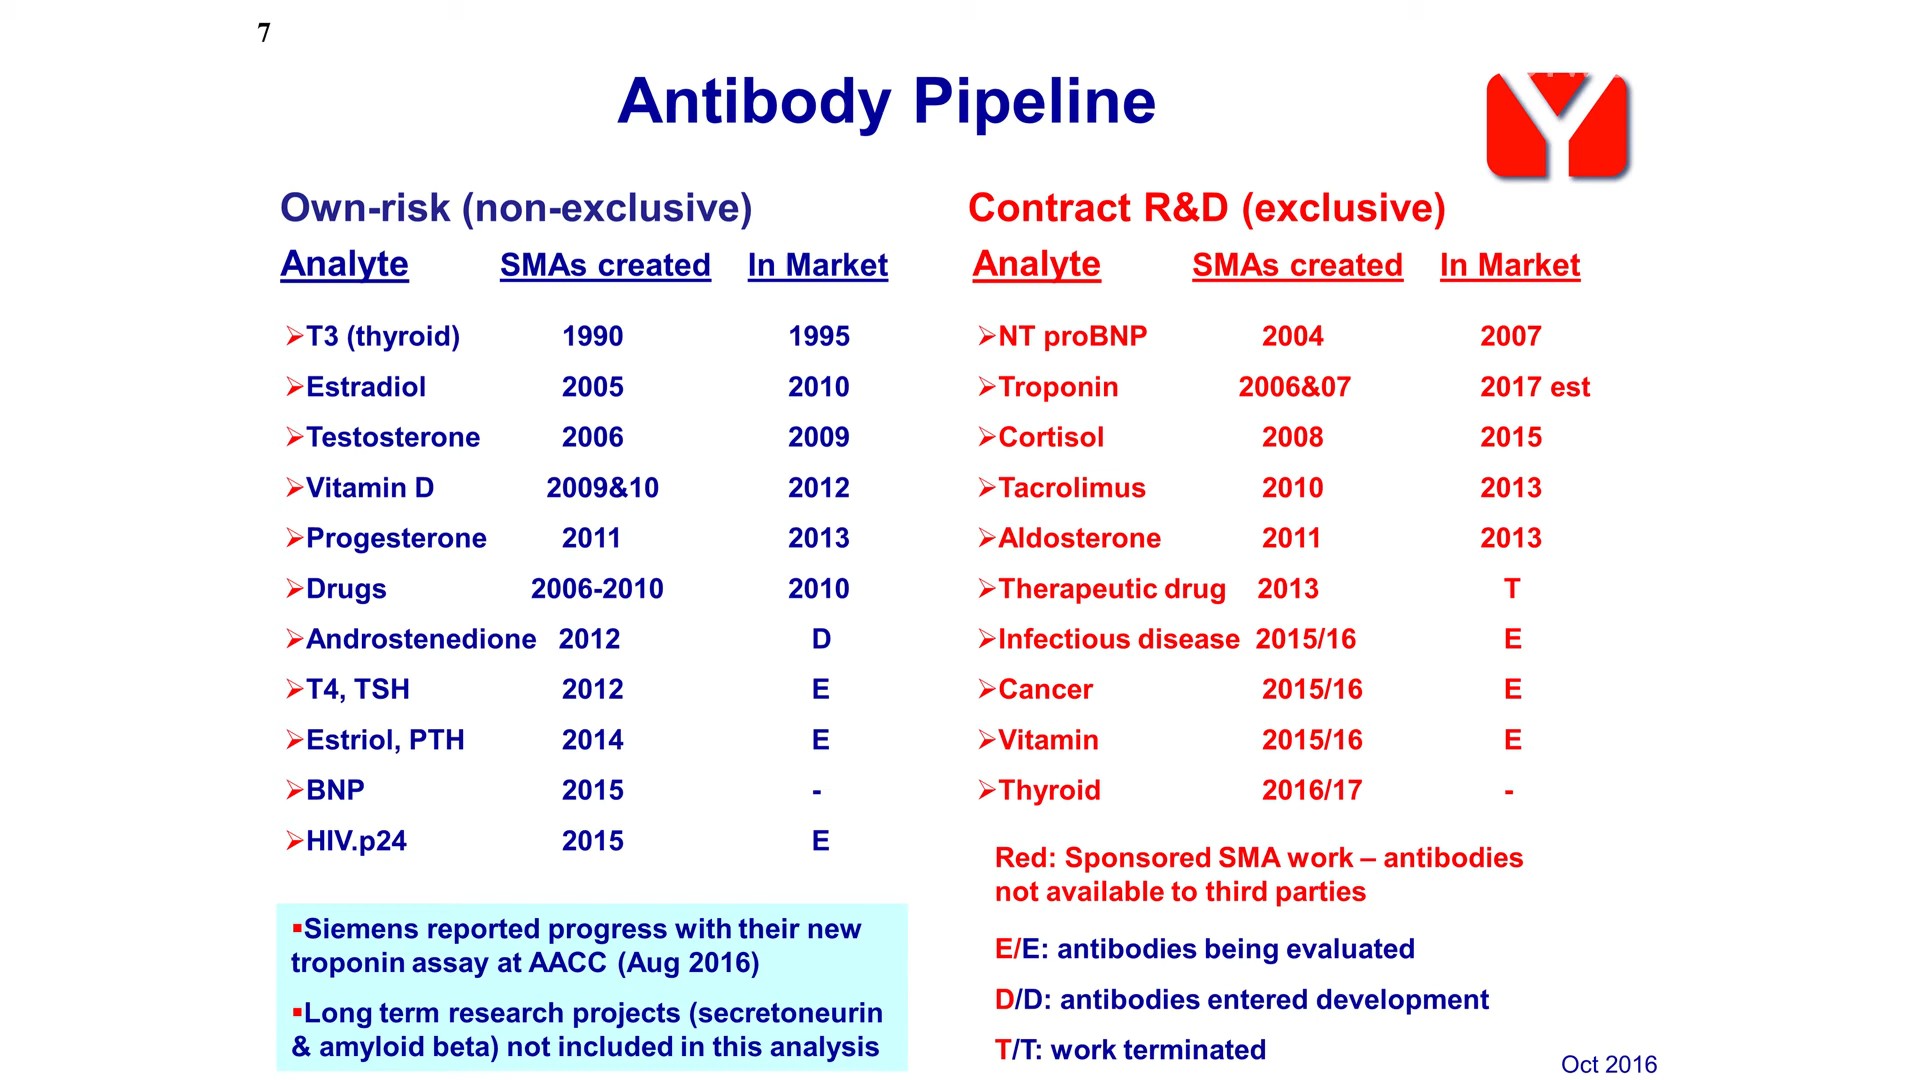 7
Antibody Pipeline
Own-risk (non-exclusive)
Analyte SMAs created In Market
➢T3 (thyroid) 1990 1995
➢Estradiol 2005 2010
➢Testosterone 2006 2009
➢Vitamin D 2009&10 2012
➢Progesterone 2011 2013
➢Drugs 2006-2010 2010
➢Androstenedione 2012 D
➢T4, TSH 2012 E
➢Estriol, PTH 2014 E
➢BNP 2015 -
➢HIV.p24 2015 E
▪Siemens reported progress with their new
troponin assay at AACC (Aug 2016)
▪Long term research projects (secretoneurin
& amyloid beta) not included in this analysis
Contract R&D (exclusive)
Analyte SMAs created In Market
➢NT proBNP 2004 2007
➢Troponin 2006&07 2017 est
➢Cortisol 2008 2015
➢Tacrolimus 2010 2013
➢Aldosterone 2011 2013
➢Therapeutic drug 2013 T
➢Infectious disease 2015/16 E
➢Cancer 2015/16 E
➢Vitamin 2015/16 E
➢Thyroid 2016/17 -
Red: Sponsored SMA work – antibodies
not available to third parties
E/E: antibodies being evaluated
D/D: antibodies entered development
T/T: work terminated
Oct 2016